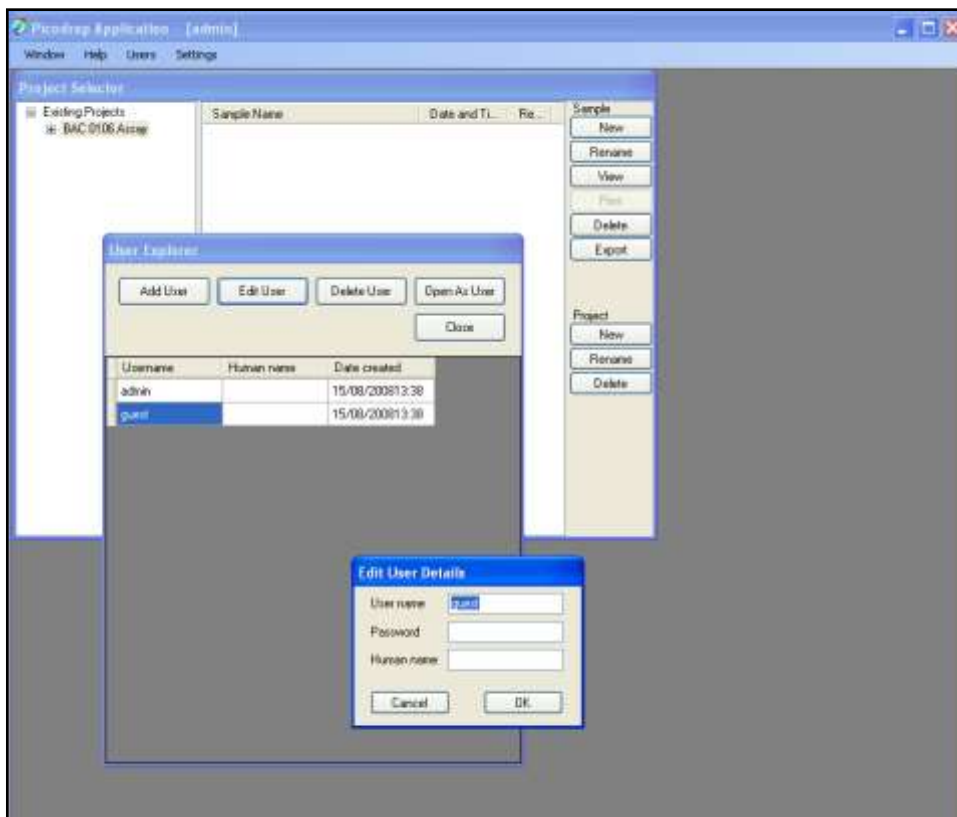 Picodrop Application [admin]
Window Help Users Settings
Project Selector
Existing Projects
BAC 0106 Array
Sample Name Date and Ti... Re...
Sample
New
Rename
View
Print
Delete
Export
Project
New
Rename
Delete
User Explorer
Add User Edit User Delete User Open As User
Close
Username Human name Date created
admin 15/08/200813:38
guest 15/08/200813:38
Edit User Details
User name guest
Password
Human name
Cancel OK